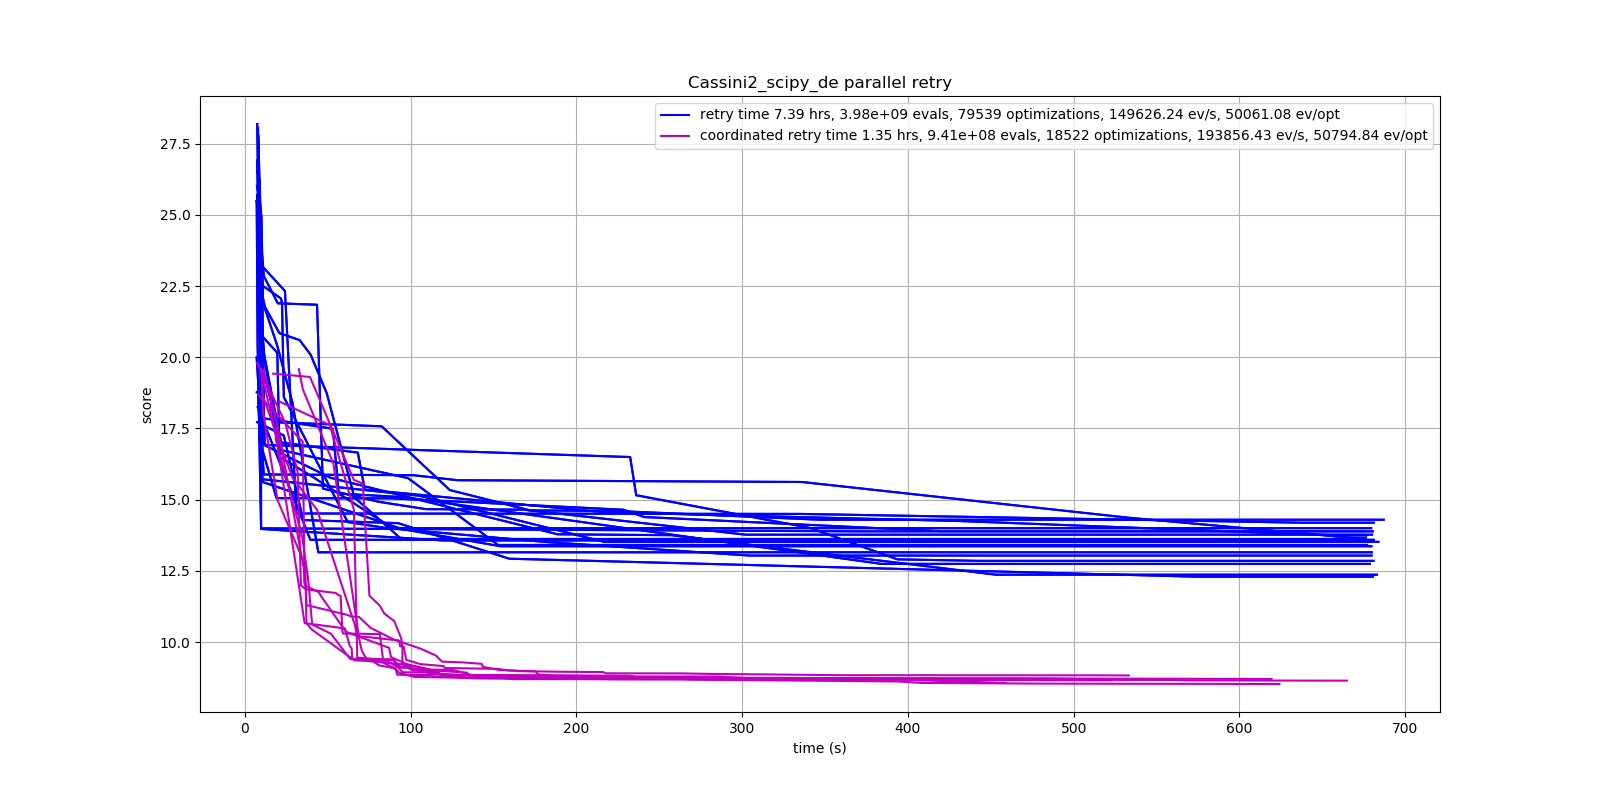 Cassini2_scipy_de parallel retry
retry time 7.39 hrs, 3.98e+09 evals, 79539 optimizations, 149626.24 ev/s, 50061.08 ev/opt
coordinated retry time 1.35 hrs, 9.41e+08 evals, 18522 optimizations, 193856.43 ev/s, 50794.84 ev/opt
score
27.5
25.0
22.5
20.0
17.5
15.0
12.5
10.0
0 100 200 300 400 500 600 700
time (s)